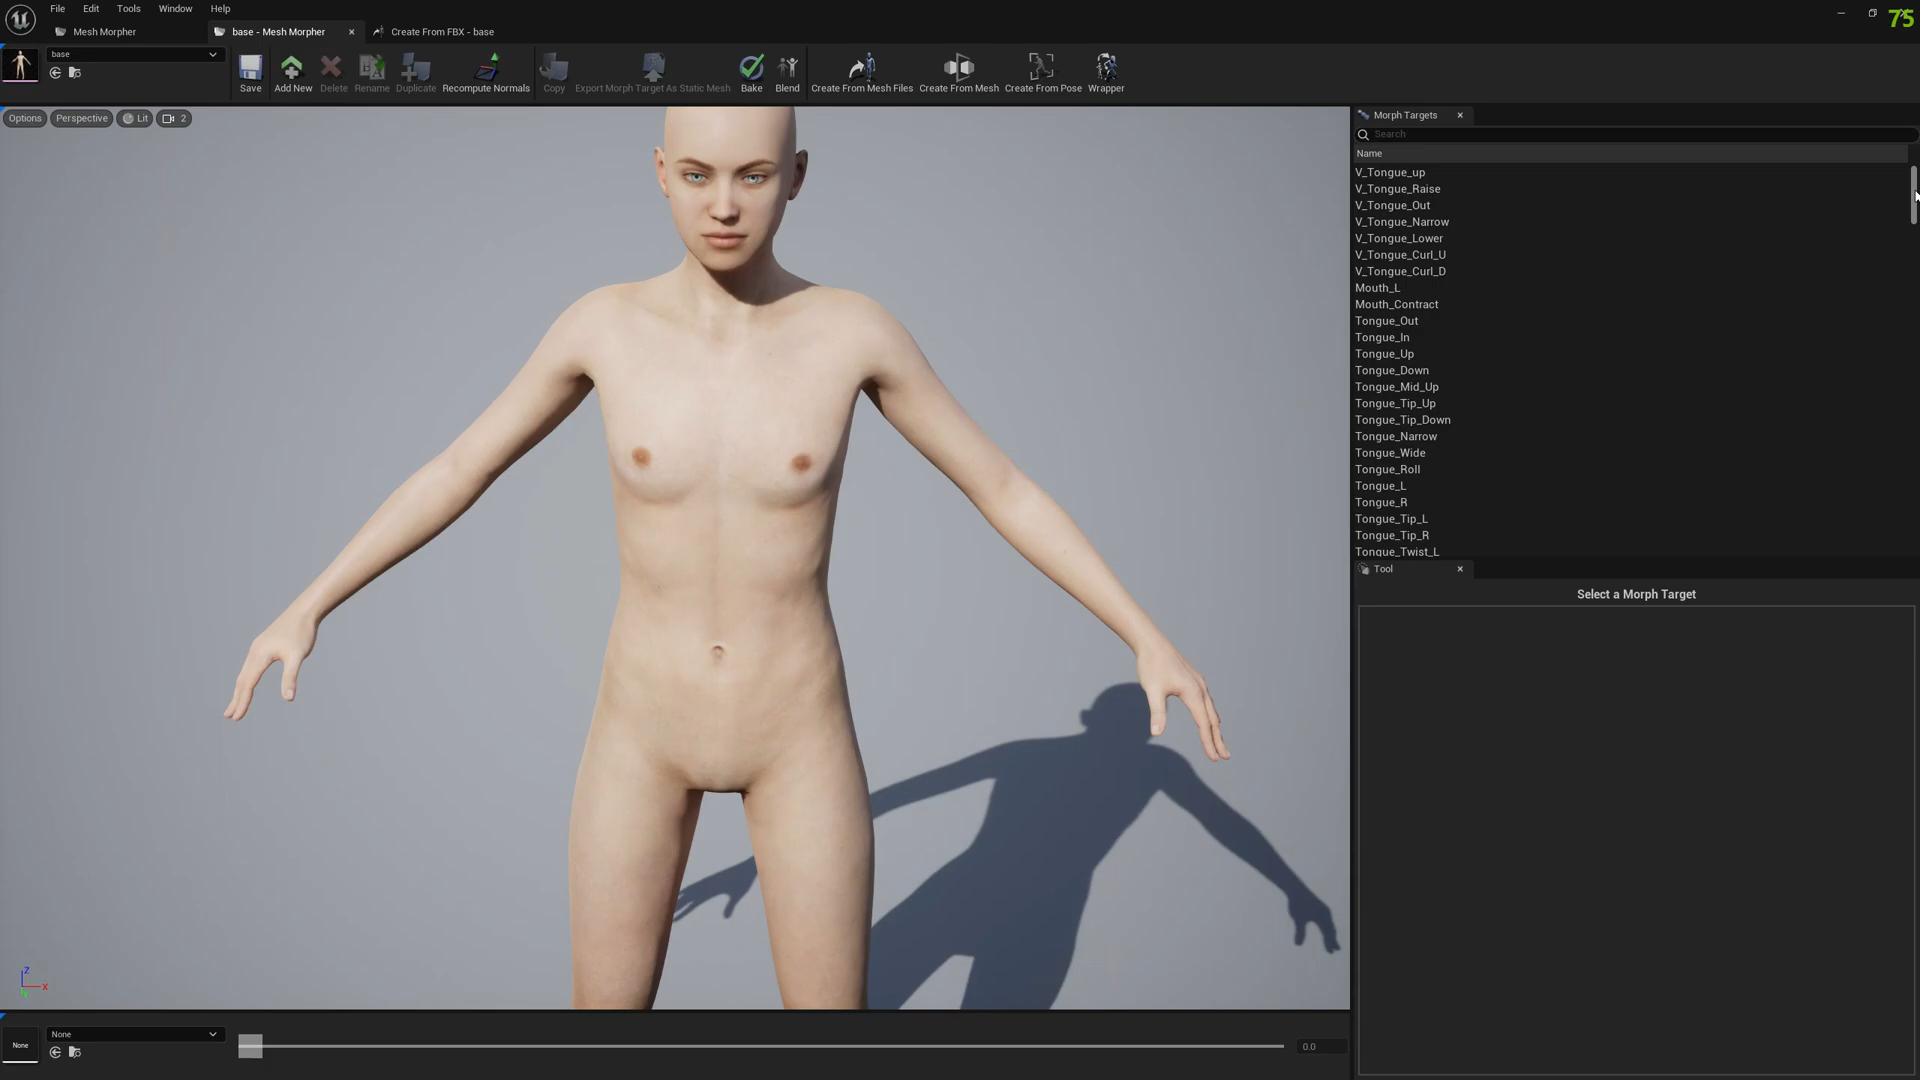 File Edit Tools Window Help
75
Mesh Morpher
base - Mesh Morpher
Create From FBX - base
base
Save
Add New
Delete
Rename
Duplicate
Recompute Normals
Copy
Export Morph Target As Static Mesh
Bake
Blend
Create From Mesh Files
Create From Mesh
Create From Pose
Wrapper
Options
Perspective
Lit
2
Morph Targets
Search
Name
V_Tongue_up
V_Tongue_Raise
V_Tongue_Out
V_Tongue_Narrow
V_Tongue_Lower
V_Tongue_Curl_U
V_Tongue_Curl_D
Mouth_L
Mouth_Contract
Tongue_Out
Tongue_In
Tongue_Up
Tongue_Down
Tongue_Mid_Up
Tongue_Tip_Up
Tongue_Tip_Down
Tongue_Narrow
Tongue_Wide
Tongue_Roll
Tongue_L
Tongue_R
Tongue_Tip_L
Tongue_Tip_R
Tongue_Twist_L
Tool
Select a Morph Target
Z
X
Y
None
None
0.0